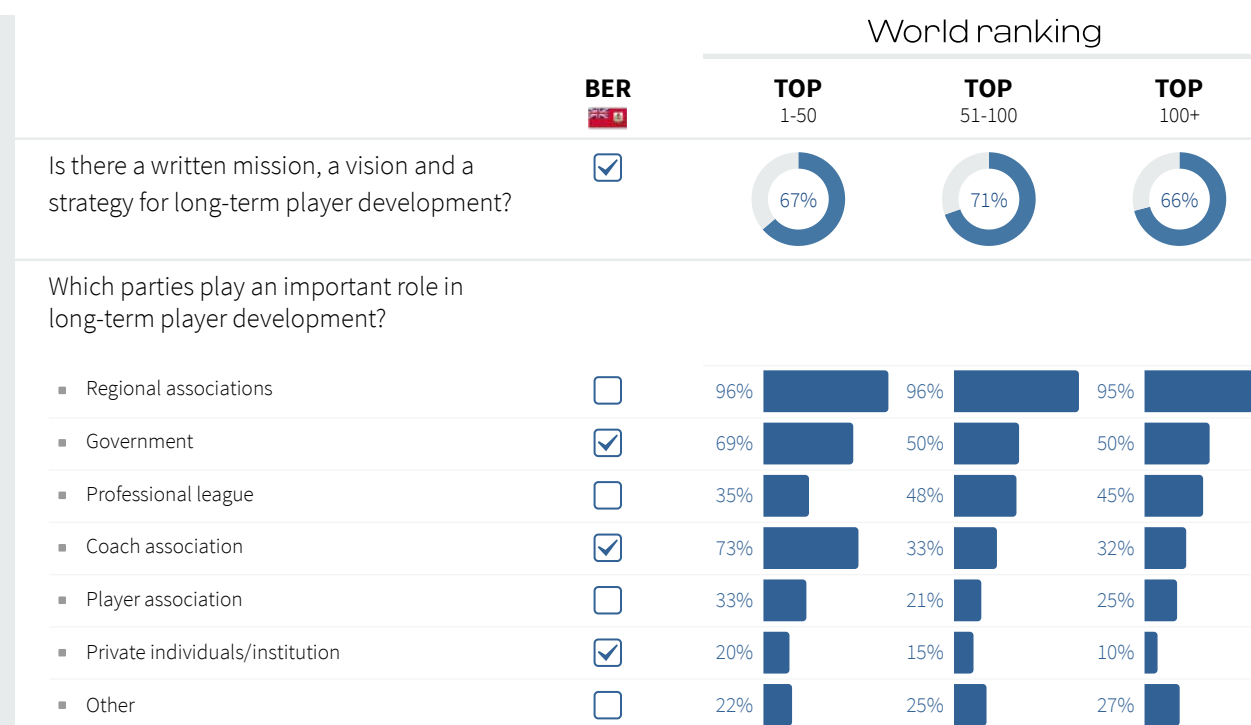 World ranking
BER TOP TOP TOP
1-50 51-100 100+
Is there a written mission, a vision and a
strategy for long-term player development?
67% 71% 66%
Which parties play an important role in
long-term player development?
Regional associations 96% 96% 95%
Government 69% 50% 50%
Professional league 35% 48% 45%
Coach association 73% 33% 32%
Player association 33% 21% 25%
Private individuals/institution 20% 15% 10%
Other 22% 25% 27%